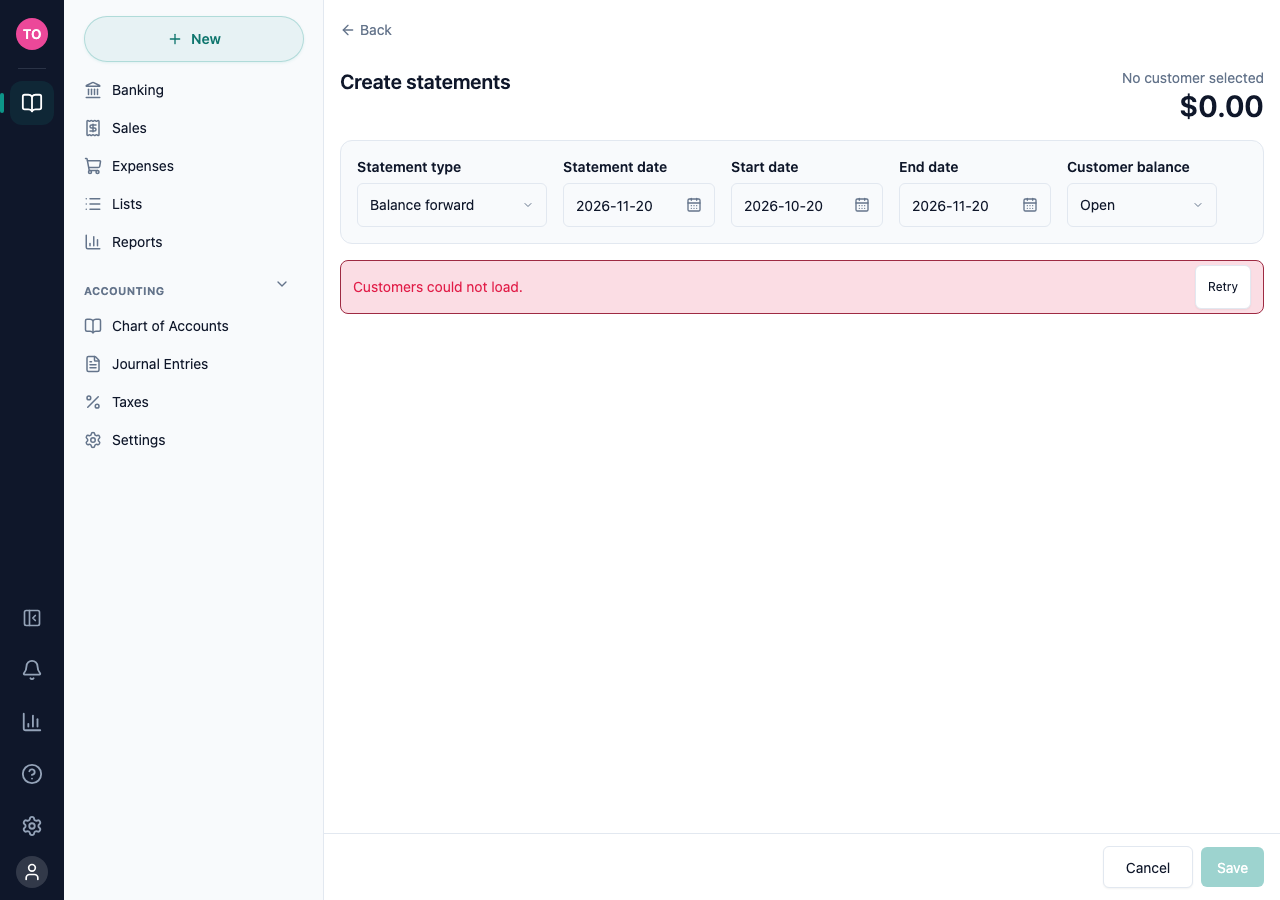 TO
New
Banking
Sales
Expenses
Lists
Reports
ACCOUNTING
Chart of Accounts
Journal Entries
Taxes
Settings
Back
Create statements
No customer selected
$0.00
Statement type
Balance forward
Statement date
2026-11-20
Start date
2026-10-20
End date
2026-11-20
Customer balance
Open
Customers could not load.
Retry
Cancel
Save